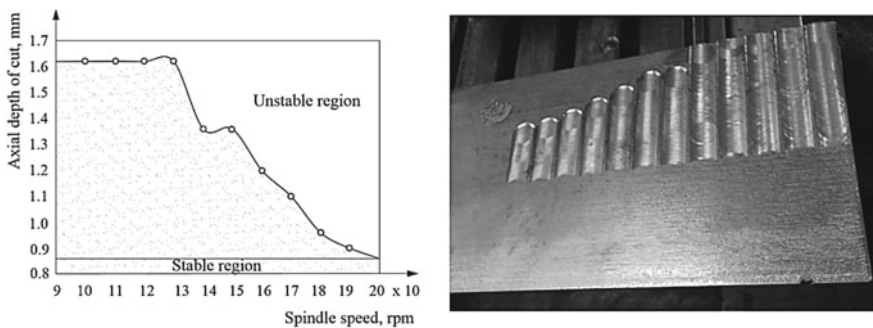 Axial depth of cut, mm
1.7
1.6
1.4
1.3
1.2
1.1
1.0
0.9
0.8
Unstable region
Stable region
9 10 11 12 13 14 15 16 17 18 19 20 x 10
Spindle speed, rpm